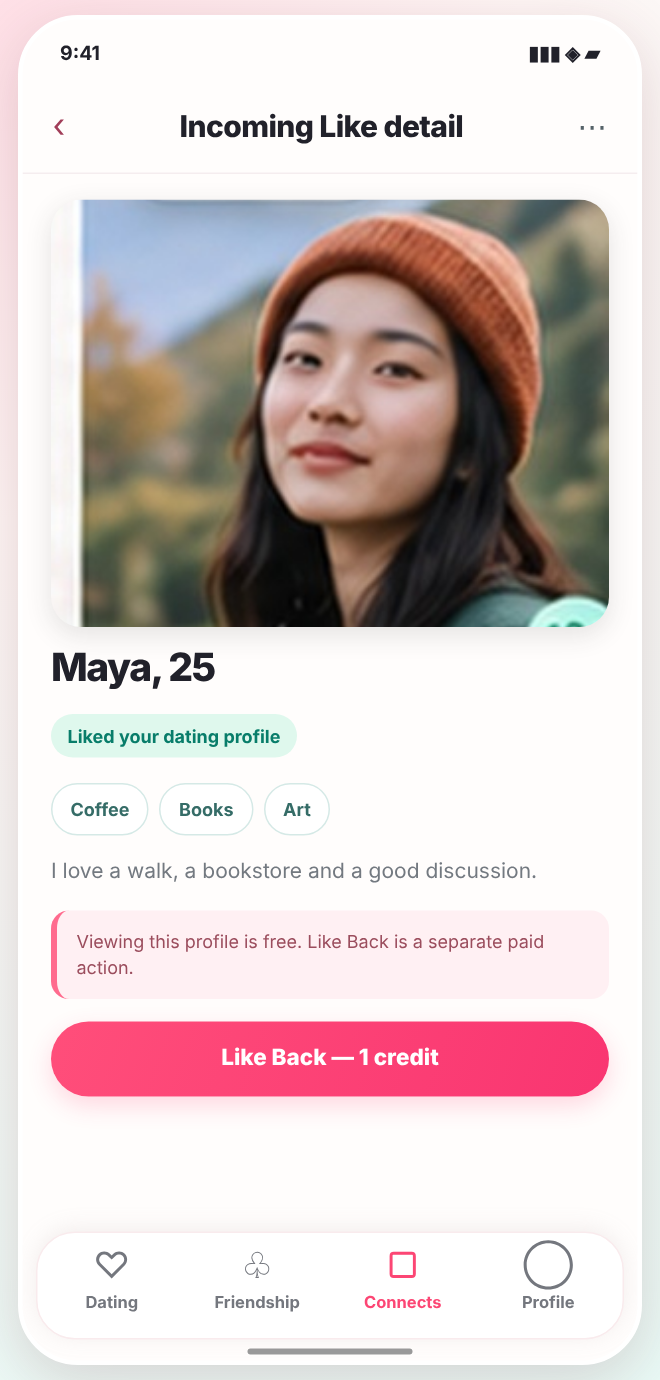 9:41
Incoming Like detail
Maya, 25
Liked your dating profile
Coffee Books Art
I love a walk, a bookstore and a good discussion.
Viewing this profile is free. Like Back is a separate paid
action.
Like Back — 1 credit
Dating Friendship Connects Profile